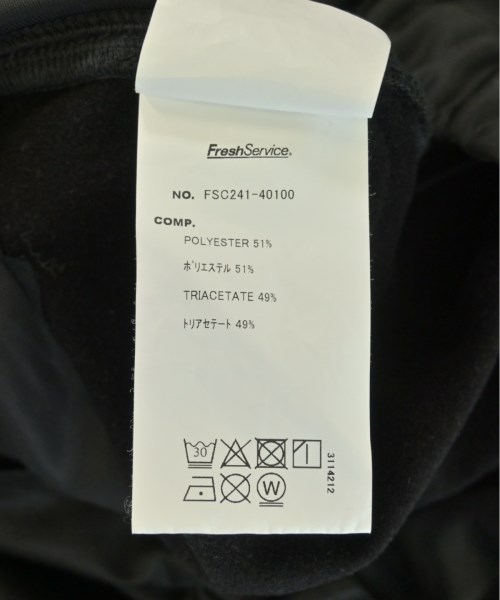 FreshService®
NO. FSC241-40100
COMP.
POLYESTER 51%
ポリエステル 51%
TRIACETATE 49%
トリアセテート 49%
30
W
3114212